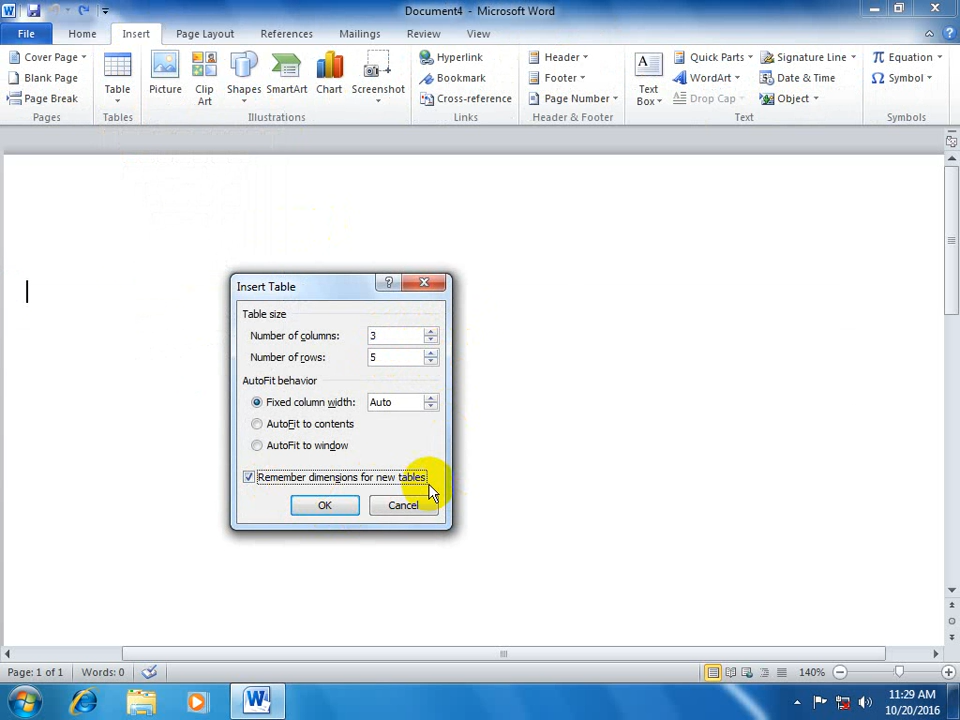 Document4 - Microsoft Word
File Home Insert Page Layout References Mailings Review View
Cover Page
Blank Page
Page Break
Pages
Table
Tables
Picture
Clip Art
Shapes
SmartArt
Chart
Screenshot
Illustrations
Hyperlink
Bookmark
Cross-reference
Links
Header
Footer
Page Number
Header & Footer
Text Box
Quick Parts
WordArt
Drop Cap
Signature Line
Date & Time
Object
Text
Equation
Symbol
Symbols
Insert Table
Table size
Number of columns: 3
Number of rows: 5
AutoFit behavior
Fixed column width: Auto
AutoFit to contents
AutoFit to window
Remember dimensions for new tables
OK Cancel
Page: 1 of 1 Words: 0 140%
11:29 AM
10/20/2016